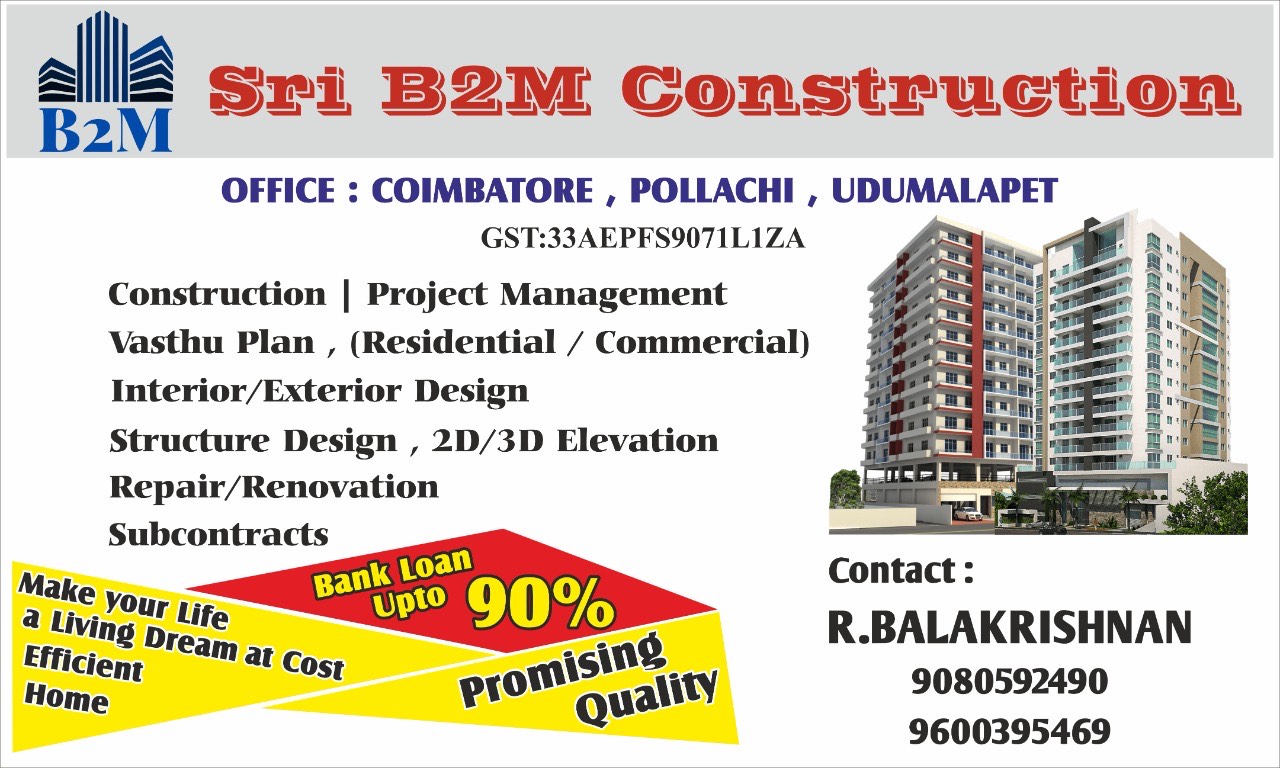 B2M
Sri B2M Construction
OFFICE : COIMBATORE , POLLACHI , UDUMALAPET
GST:33AEPFS9071L1ZA
Construction | Project Management
Vasthu Plan , (Residential / Commercial)
Interior/Exterior Design
Structure Design , 2D/3D Elevation
Repair/Renovation
Subcontracts
Bank Loan
Upto 90%
Make your Life
a Living Dream at Cost
Efficient
Home
Promising
Quality
Contact :
R.BALAKRISHNAN
9080592490
9600395469